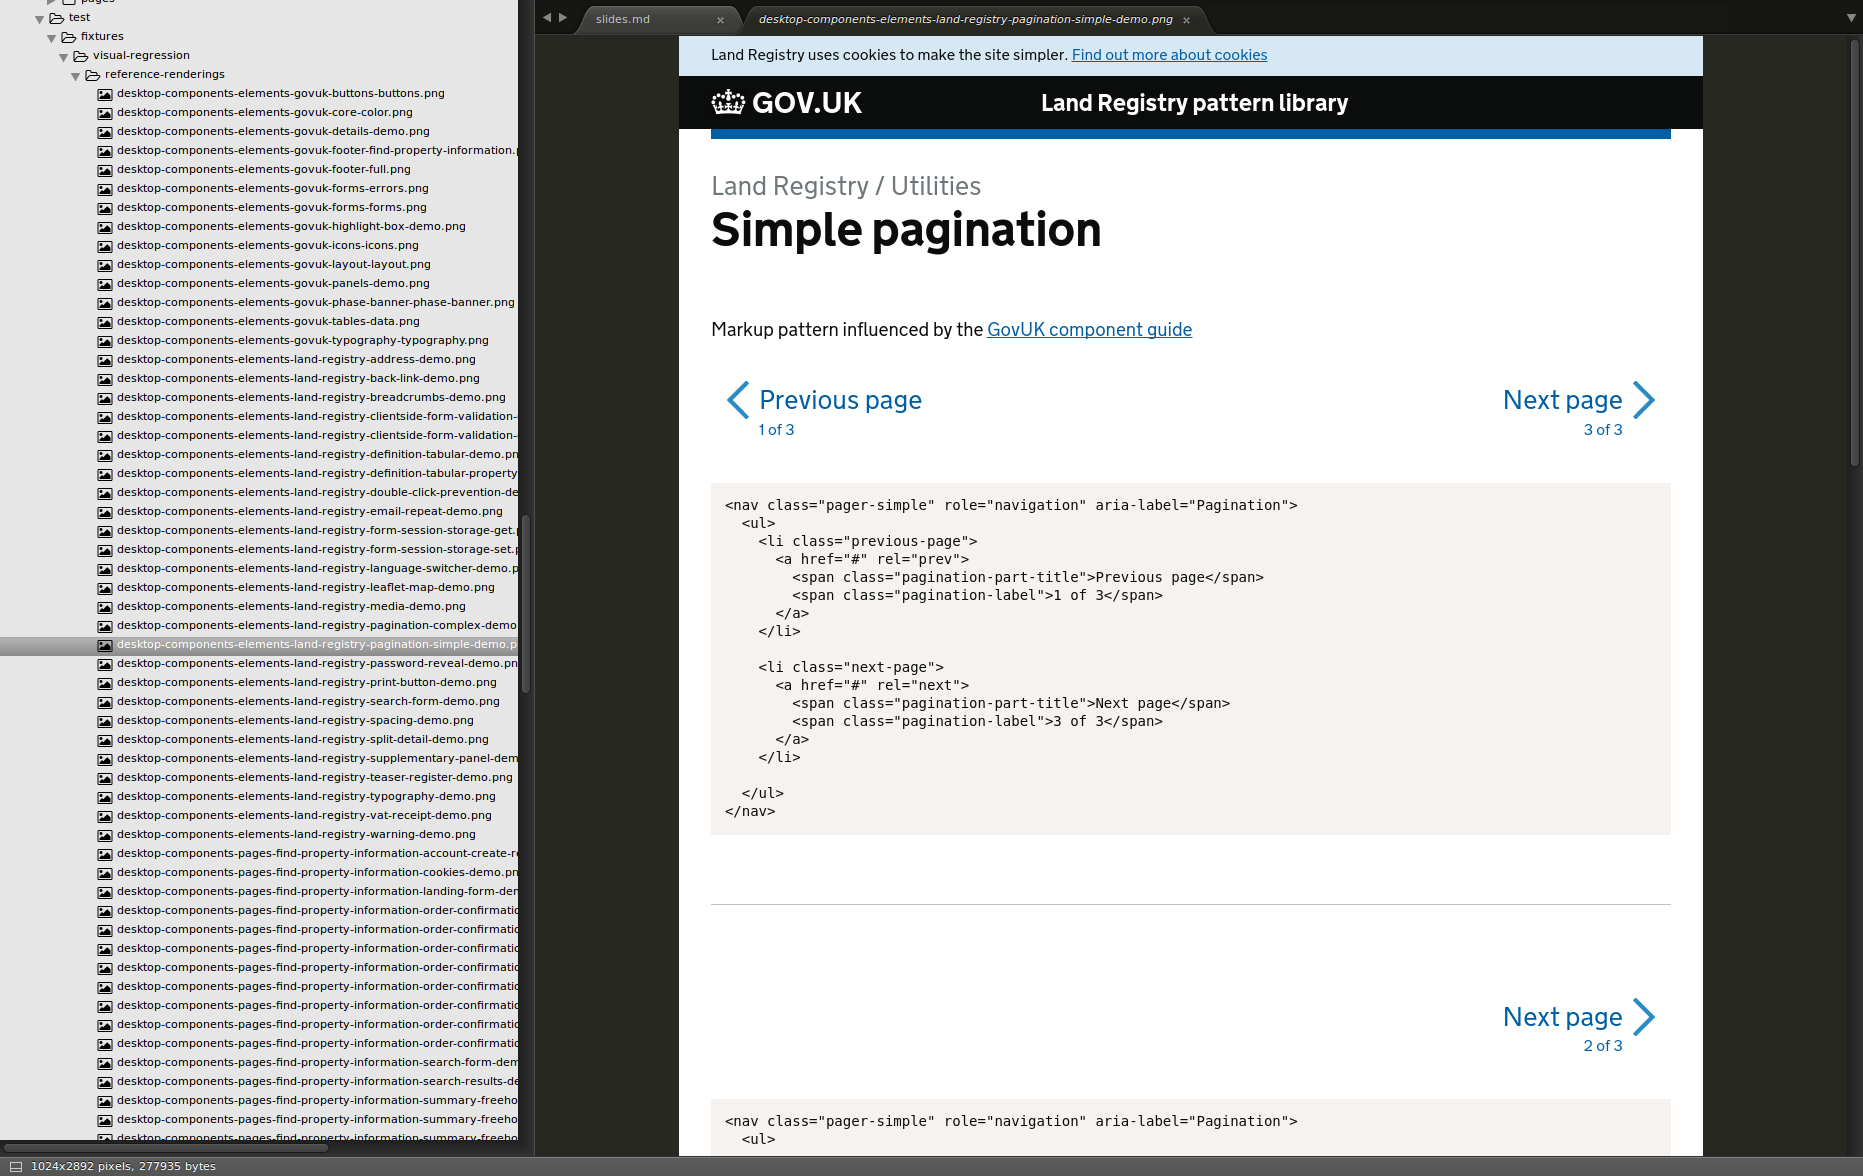 pages
test
fixtures
visual-regression
reference-renderings
desktop-components-elements-govuk-buttons-buttons.png
desktop-components-elements-govuk-core-color.png
desktop-components-elements-govuk-details-demo.png
desktop-components-elements-govuk-footer-find-property-information.p
desktop-components-elements-govuk-footer-full.png
desktop-components-elements-govuk-forms-errors.png
desktop-components-elements-govuk-forms-forms.png
desktop-components-elements-govuk-highlight-box-demo.png
desktop-components-elements-govuk-icons-icons.png
desktop-components-elements-govuk-layout-layout.png
desktop-components-elements-govuk-panels-demo.png
desktop-components-elements-govuk-phase-banner-phase-banner.png
desktop-components-elements-govuk-tables-data.png
desktop-components-elements-govuk-typography-typography.png
desktop-components-elements-land-registry-address-demo.png
desktop-components-elements-land-registry-back-link-demo.png
desktop-components-elements-land-registry-breadcrumbs-demo.png
desktop-components-elements-land-registry-clientside-form-validation-
desktop-components-elements-land-registry-clientside-form-validation-
desktop-components-elements-land-registry-definition-tabular-demo.pn
desktop-components-elements-land-registry-definition-tabular-property
desktop-components-elements-land-registry-double-click-prevention-de
desktop-components-elements-land-registry-email-repeat-demo.png
desktop-components-elements-land-registry-form-session-storage-get.p
desktop-components-elements-land-registry-form-session-storage-set.p
desktop-components-elements-land-registry-language-switcher-demo.p
desktop-components-elements-land-registry-leaflet-map-demo.png
desktop-components-elements-land-registry-media-demo.png
desktop-components-elements-land-registry-pagination-complex-demo
desktop-components-elements-land-registry-pagination-simple-demo.p
desktop-components-elements-land-registry-password-reveal-demo.pn
desktop-components-elements-land-registry-print-button-demo.png
desktop-components-elements-land-registry-search-form-demo.png
desktop-components-elements-land-registry-spacing-demo.png
desktop-components-elements-land-registry-split-detail-demo.png
desktop-components-elements-land-registry-supplementary-panel-dem
desktop-components-elements-land-registry-teaser-register-demo.png
desktop-components-elements-land-registry-typography-demo.png
desktop-components-elements-land-registry-vat-receipt-demo.png
desktop-components-elements-land-registry-warning-demo.png
desktop-components-pages-find-property-information-account-create-re
desktop-components-pages-find-property-information-cookies-demo.pn
desktop-components-pages-find-property-information-landing-form-dem
desktop-components-pages-find-property-information-order-confirmatio
desktop-components-pages-find-property-information-order-confirmatio
desktop-components-pages-find-property-information-order-confirmatio
desktop-components-pages-find-property-information-order-confirmatio
desktop-components-pages-find-property-information-order-confirmatio
desktop-components-pages-find-property-information-order-confirmatio
desktop-components-pages-find-property-information-order-confirmatio
desktop-components-pages-find-property-information-order-confirmatio
desktop-components-pages-find-property-information-search-form-dem
desktop-components-pages-find-property-information-search-results-de
desktop-components-pages-find-property-information-summary-freeho
desktop-components-pages-find-property-information-summary-freeho
desktop-components-pages-find-property-information-summary-freeho
1024x2892 pixels, 277935 bytes
slides.md
desktop-components-elements-land-registry-pagination-simple-demo.png
Land Registry uses cookies to make the site simpler. Find out more about cookies
GOV.UK Land Registry pattern library
Land Registry / Utilities
Simple pagination
Markup pattern influenced by the GovUK component guide
Previous page
1 of 3
Next page
3 of 3
<nav class="pager-simple" role="navigation" aria-label="Pagination">
  <ul>
    <li class="previous-page">
      <a href="#" rel="prev">
        <span class="pagination-part-title">Previous page</span>
        <span class="pagination-label">1 of 3</span>
      </a>
    </li>
    <li class="next-page">
      <a href="#" rel="next">
        <span class="pagination-part-title">Next page</span>
        <span class="pagination-label">3 of 3</span>
      </a>
    </li>
  </ul>
</nav>
Next page
2 of 3
<nav class="pager-simple" role="navigation" aria-label="Pagination">
  <ul>